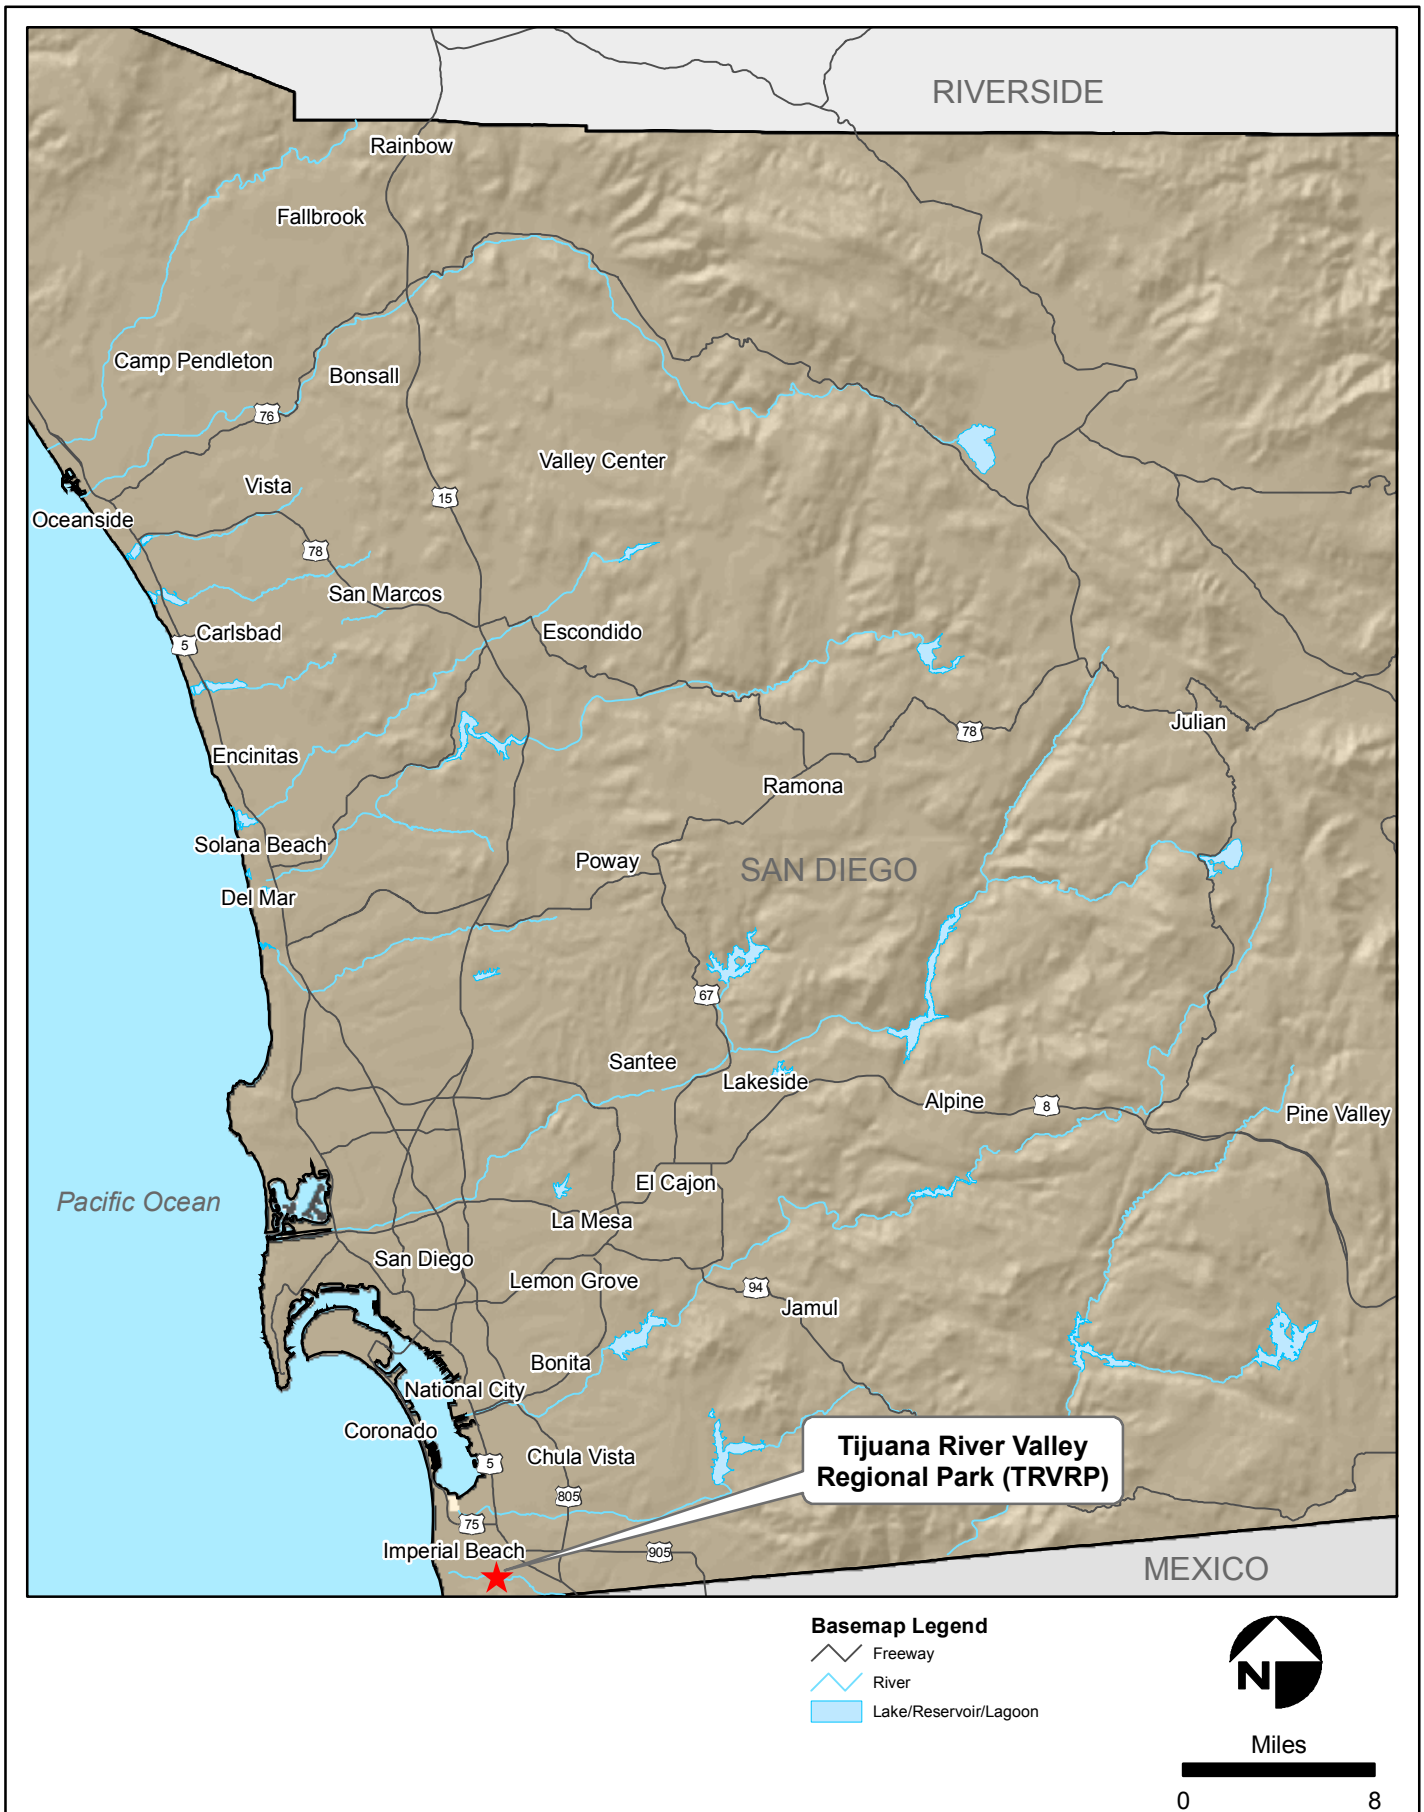 RIVERSIDE
Rainbow
Fallbrook
Camp Pendleton
Bonsall
76
Valley Center
Vista
15
Oceanside
78
San Marcos
Carlsbad
Escondido
5
Julian
78
Encinitas
Ramona
Solana Beach
Poway
SAN DIEGO
Del Mar
67
Santee
Lakeside
Alpine
8
Pine Valley
El Cajon
Pacific Ocean
La Mesa
San Diego
Lemon Grove
94
Jamul
Bonita
National City
Coronado
Tijuana River Valley
Regional Park (TRVRP)
Chula Vista
5
805
75
Imperial Beach
905
MEXICO
Basemap Legend
Freeway
River
Lake/Reservoir/Lagoon
N
Miles
0 8